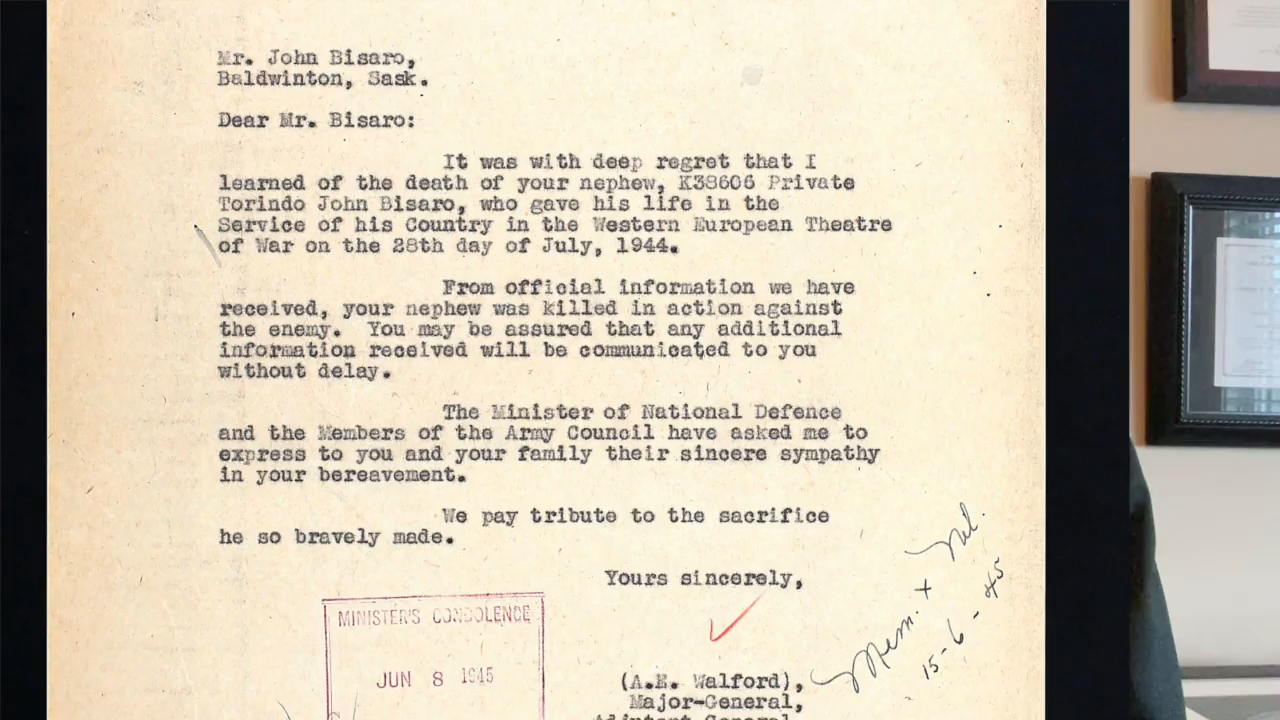 Mr. John Bisaro,
Baldwinton, Sask.
Dear Mr. Bisaro:
It was with deep regret that I
learned of the death of your nephew, K38606 Private
Torindo John Bisaro, who gave his life in the
Service of his Country in the Western European Theatre
of War on the 28th day of July, 1944.
From official information we have
received, your nephew was killed in action against
the enemy. You may be assured that any additional
information received will be communicated to you
without delay.
The Minister of National Defence
and the Members of the Army Council have asked me to
express to you and your family their sincere sympathy
in your bereavement.
We pay tribute to the sacrifice
he so bravely made.
Yours sincerely,
MINISTER'S CONDOLENCE
JUN 8 1945
(A.E. Walford),
Major-General,
Adjutant-General.
Mem. +
15-6-45